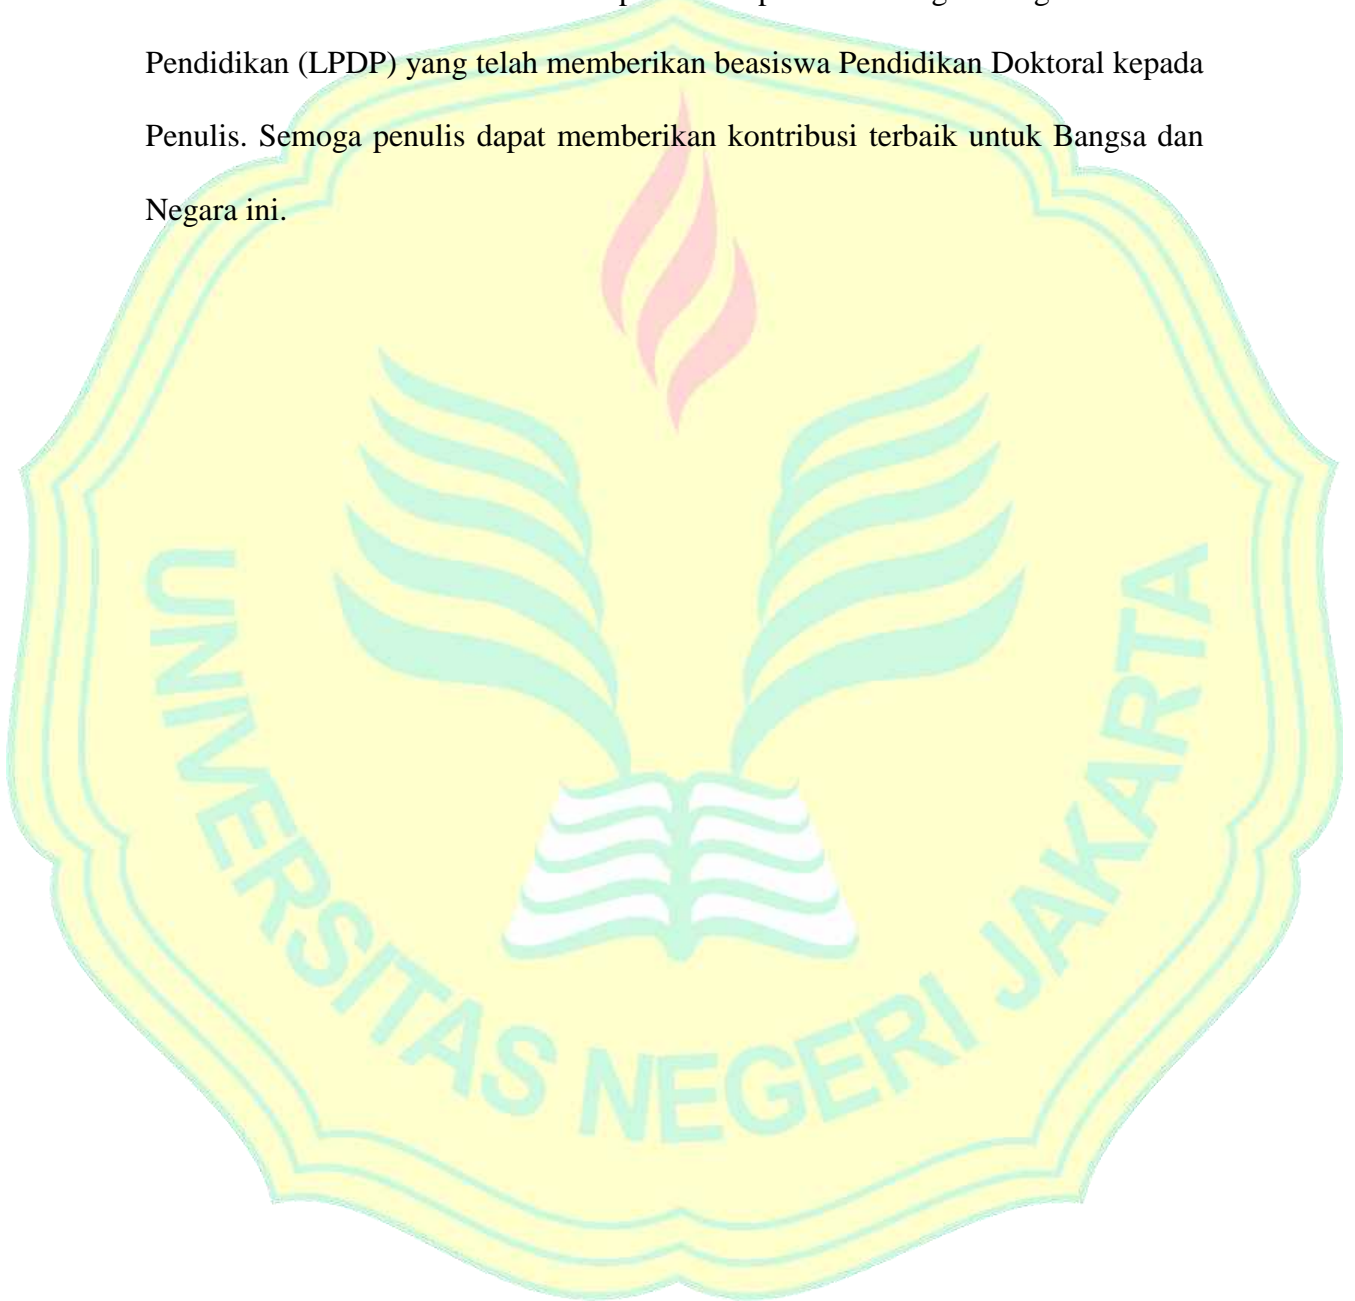 Pendidikan (LPDP) yang telah memberikan beasiswa Pendidikan Doktoral kepada
Penulis. Semoga penulis dapat memberikan kontribusi terbaik untuk Bangsa dan
Negara ini.
UNIVERSITAS NEGERI JAKARTA